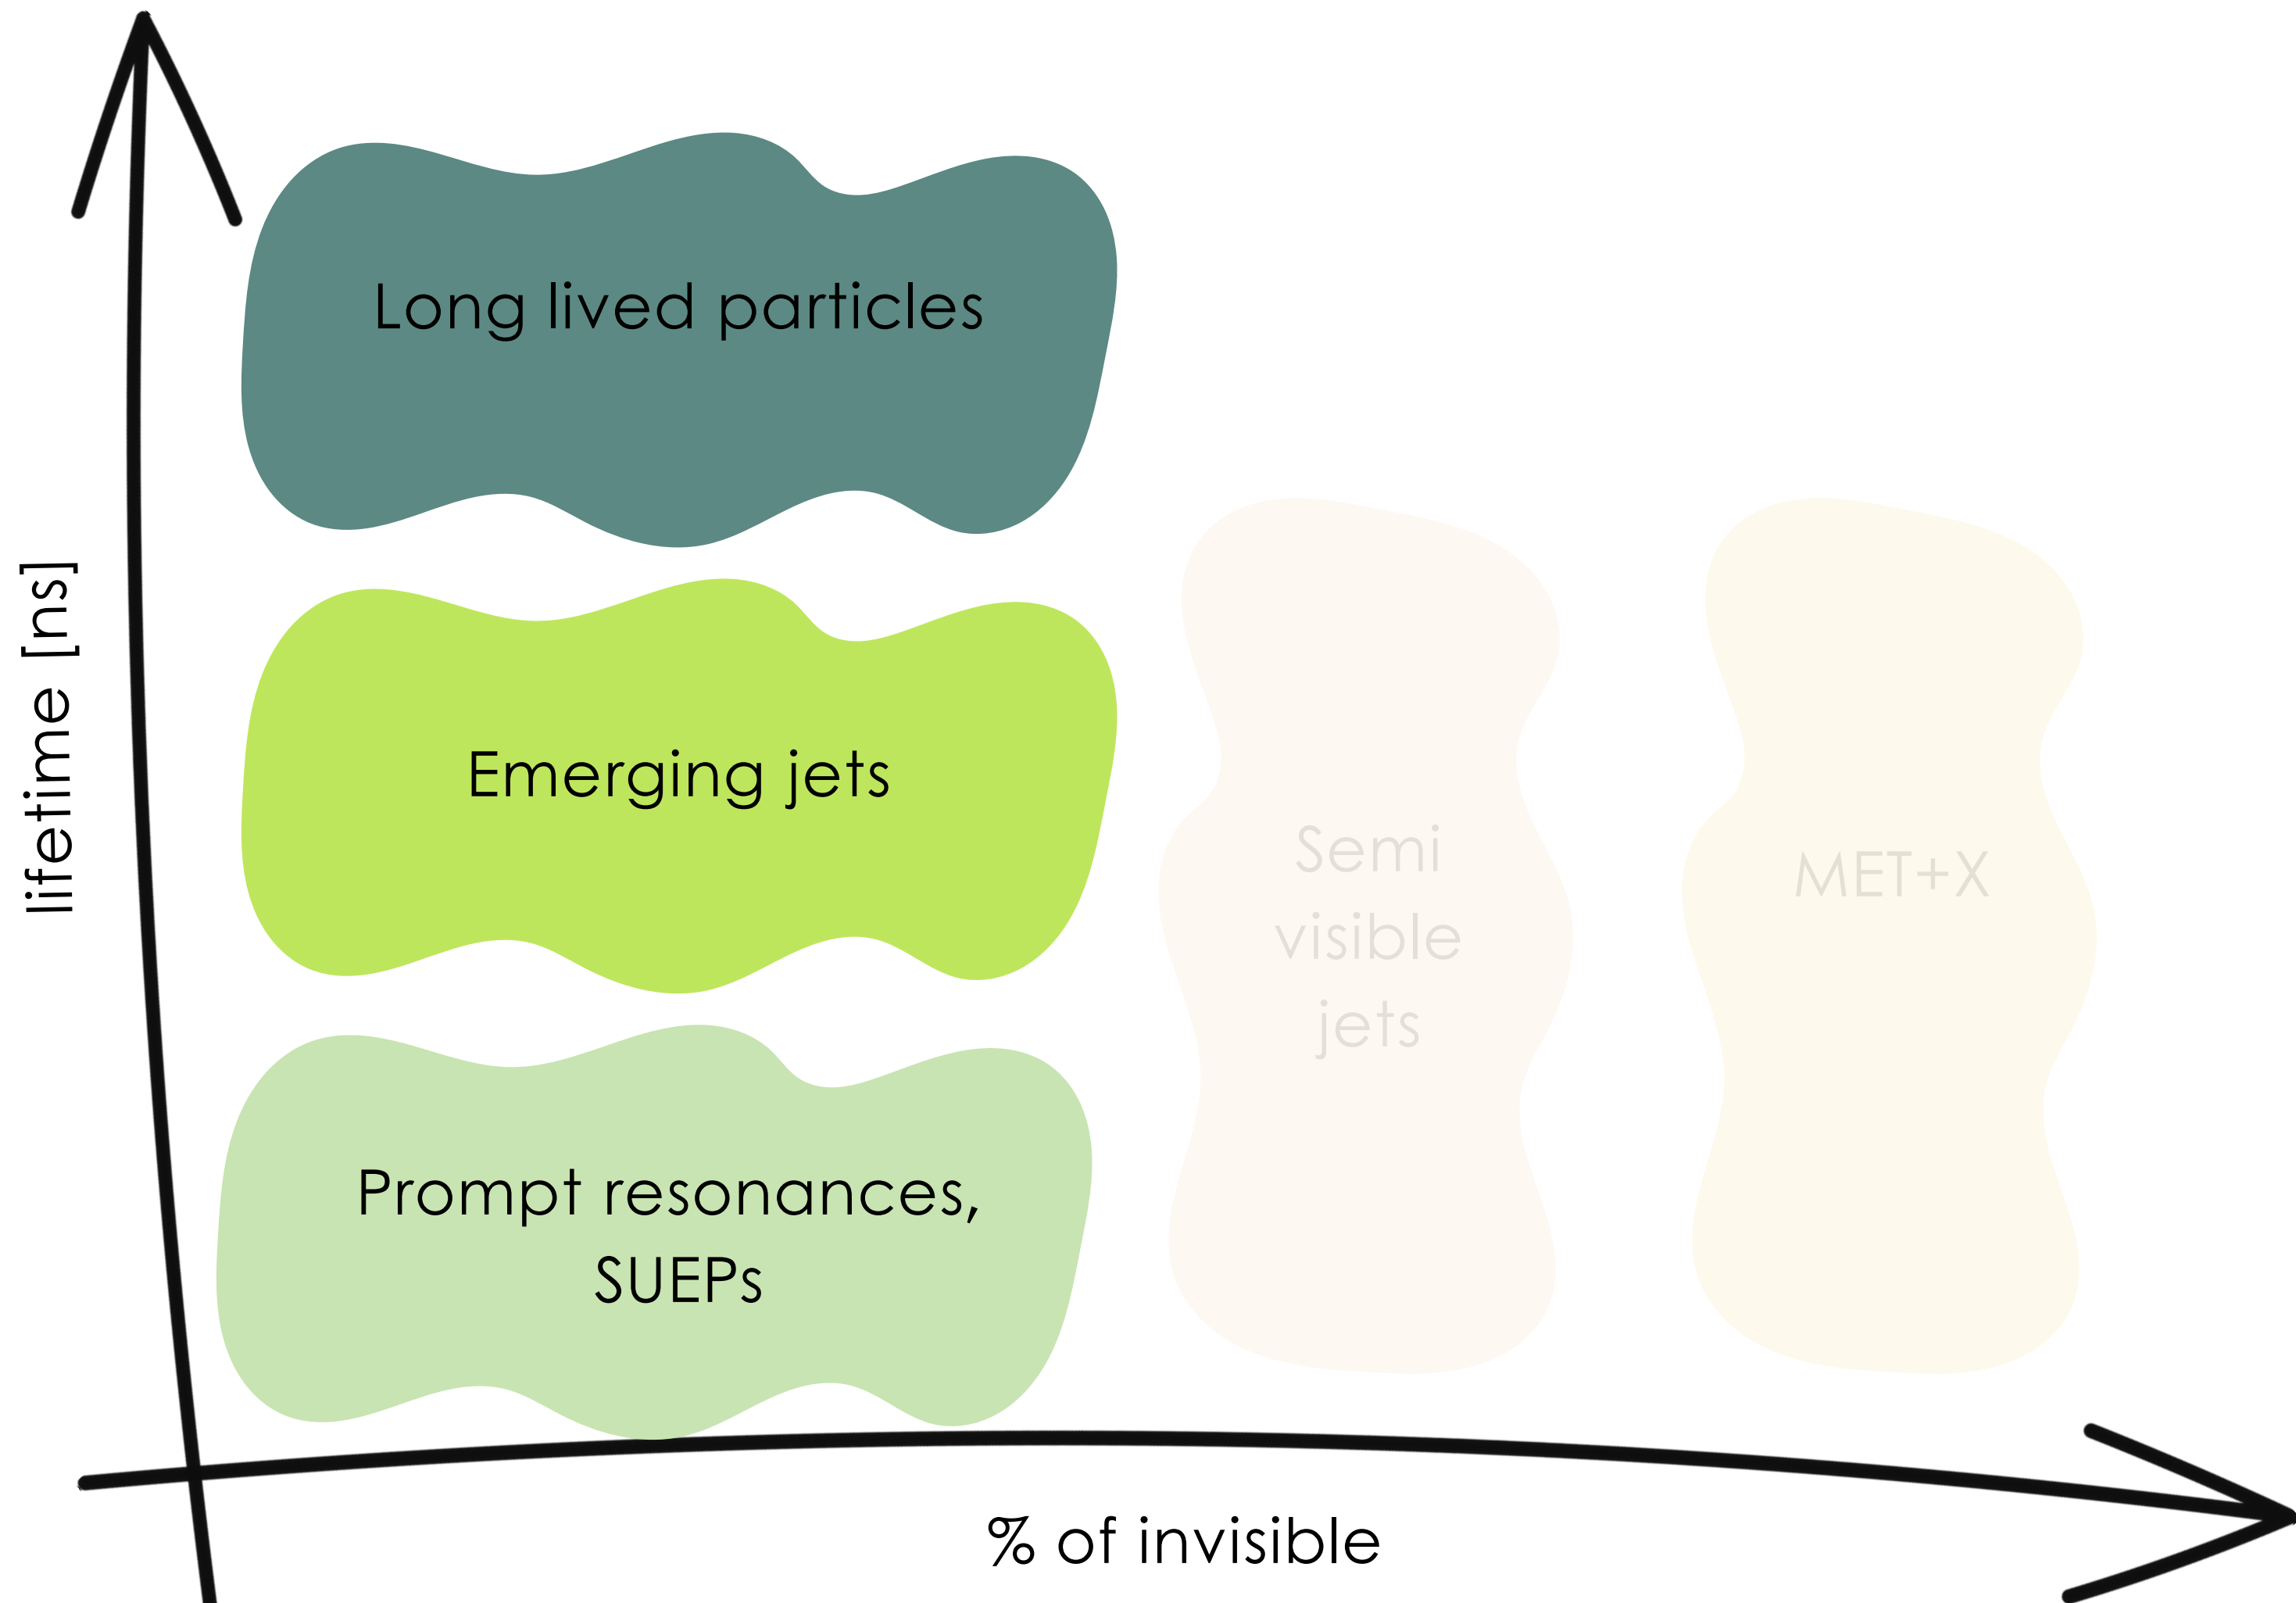 Long lived particles
Emerging jets
Prompt resonances,
SUEPs
Semi
visible
jets
MET+X
lifetime [ns]
% of invisible